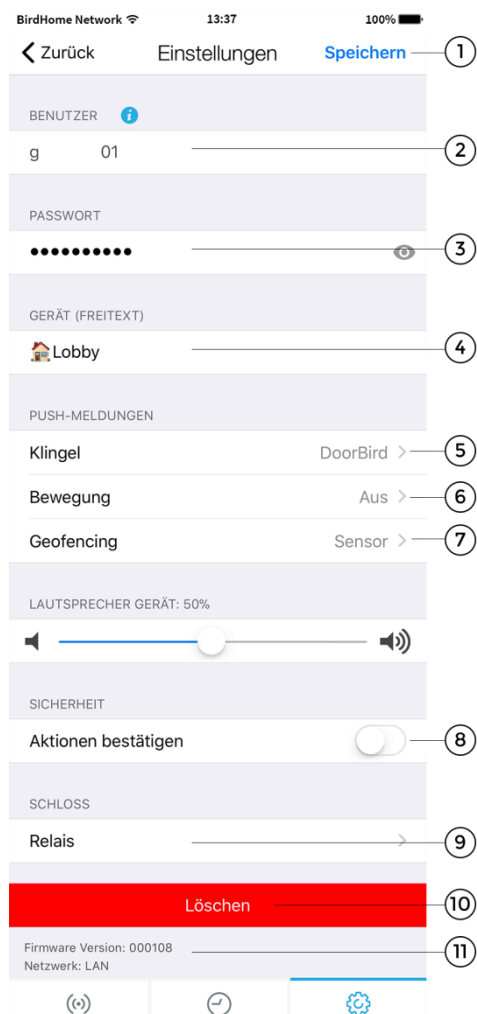 BirdHome Network 13:37 100%
Zurück Einstellungen Speichern 1
BENUTZER i
g 01 2
PASSWORT
●●●●●●●●●● 3
GERÄT (FREITEXT)
Lobby 4
PUSH-MELDUNGEN
Klingel DoorBird > 5
Bewegung Aus > 6
Geofencing Sensor > 7
LAUTSPRECHER GERÄT: 50%
SICHERHEIT
Aktionen bestätigen 8
SCHLOSS
Relais > 9
Löschen 10
Firmware Version: 000108 11
Netzwerk: LAN